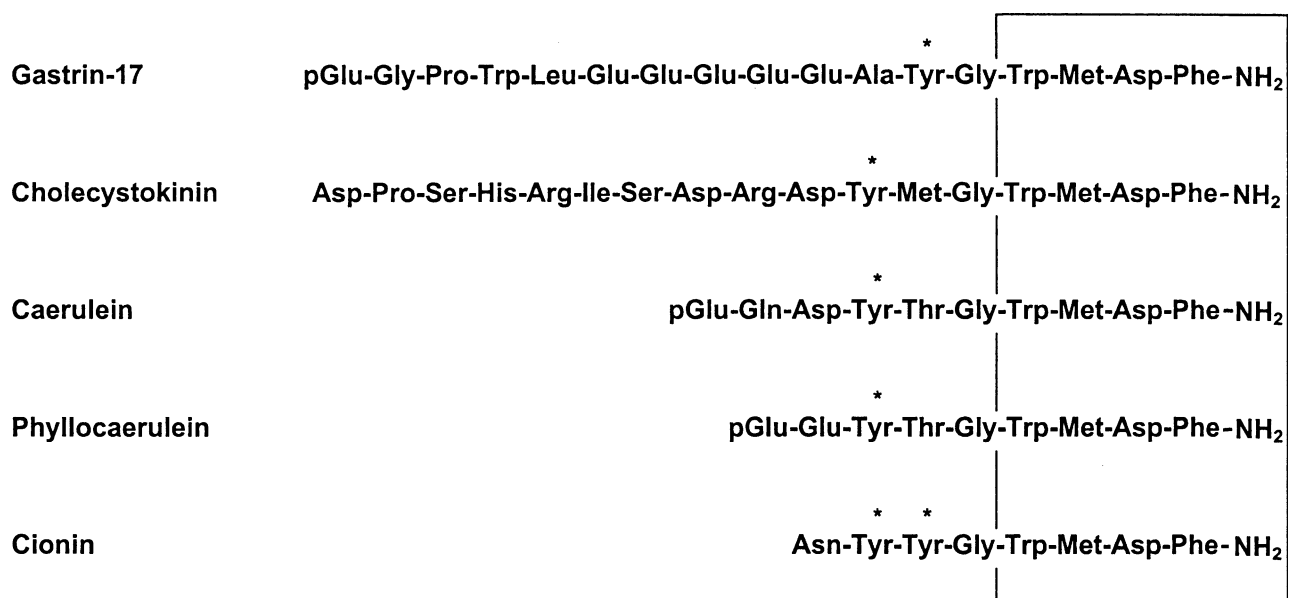 *
Gastrin-17 pGlu-Gly-Pro-Trp-Leu-Glu-Glu-Glu-Glu-Glu-Ala-Tyr-Gly-Trp-Met-Asp-Phe-NH₂
*
Cholecystokinin Asp-Pro-Ser-His-Arg-Ile-Ser-Asp-Arg-Asp-Tyr-Met-Gly-Trp-Met-Asp-Phe-NH₂
*
Caerulein pGlu-Gln-Asp-Tyr-Thr-Gly-Trp-Met-Asp-Phe-NH₂
*
Phyllocaerulein pGlu-Glu-Tyr-Thr-Gly-Trp-Met-Asp-Phe-NH₂
* *
Cionin Asn-Tyr-Tyr-Gly-Trp-Met-Asp-Phe-NH₂